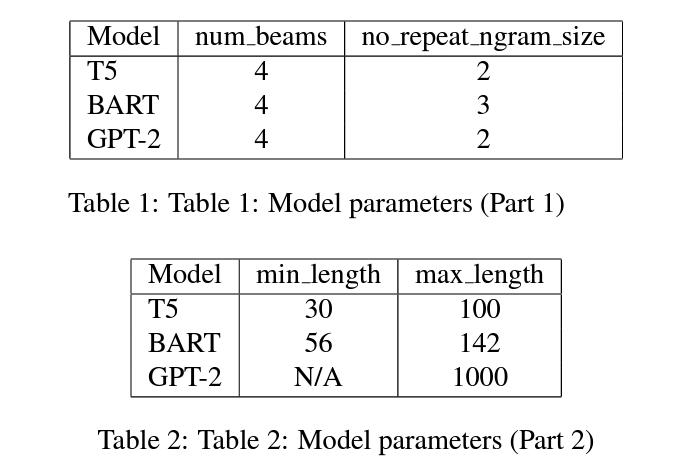 Model num_beams no_repeat_ngram_size
T5 4 2
BART 4 3
GPT-2 4 2
Table 1: Table 1: Model parameters (Part 1)
Model min_length max_length
T5 30 100
BART 56 142
GPT-2 N/A 1000
Table 2: Table 2: Model parameters (Part 2)